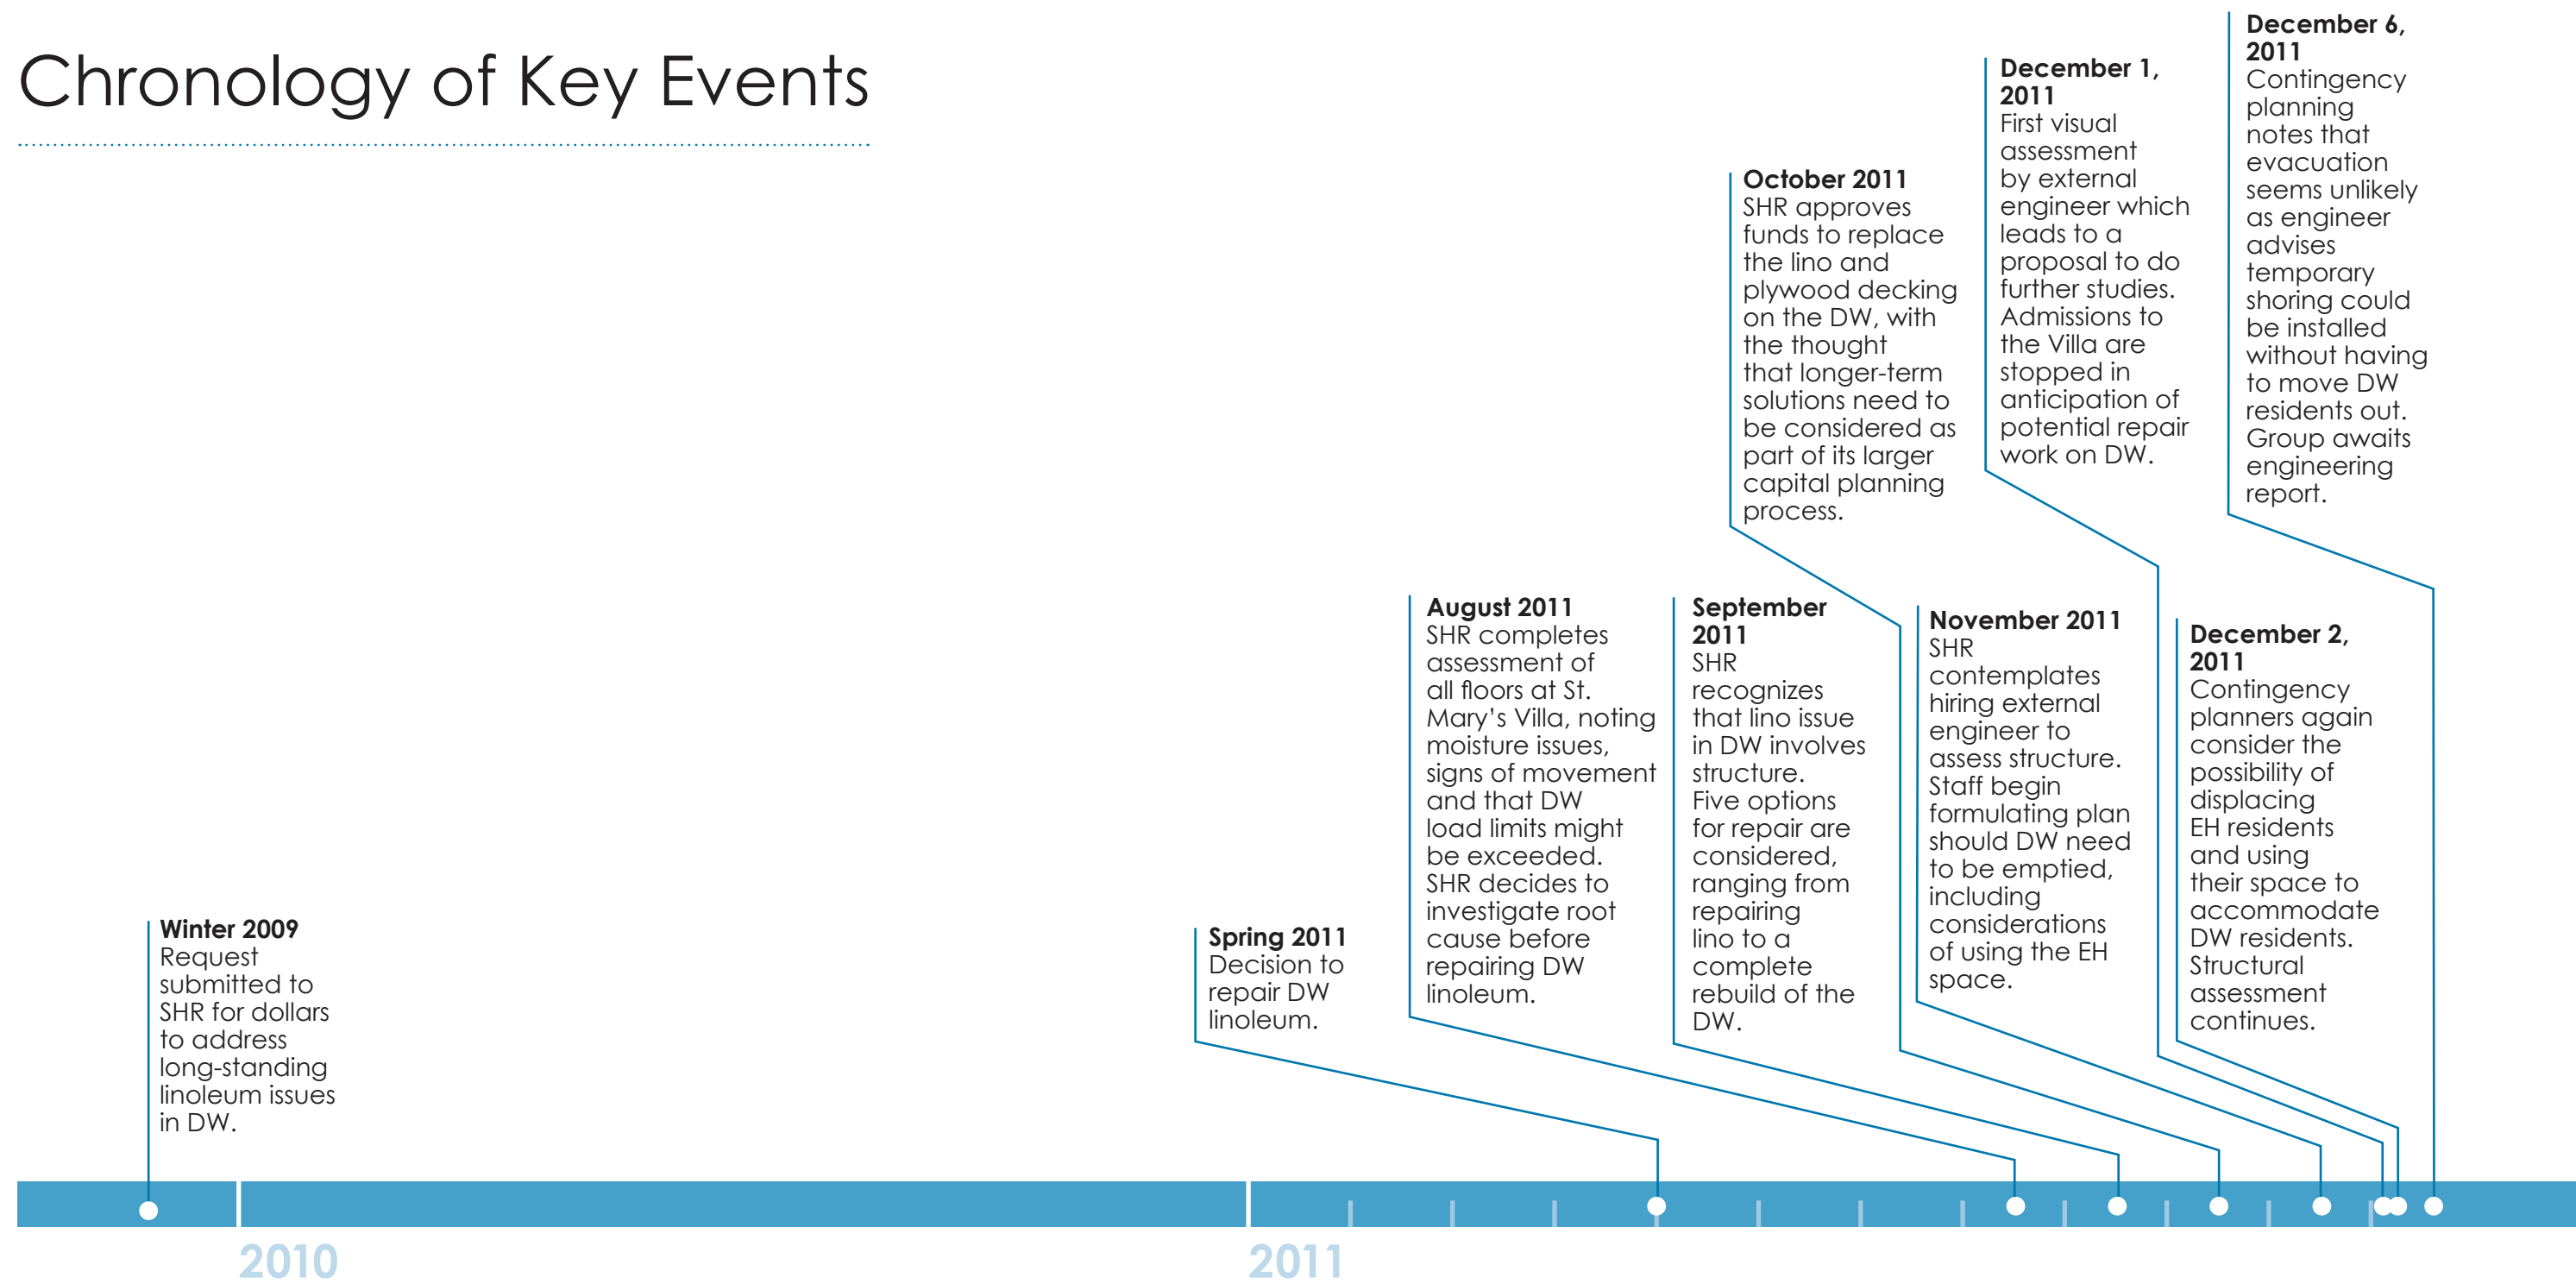 Chronology of Key Events
Winter 2009
Request
submitted to
SHR for dollars
to address
long-standing
linoleum issues
in DW.
Spring 2011
Decision to
repair DW
linoleum.
August 2011
SHR completes
assessment of
all floors at St.
Mary’s Villa, noting
moisture issues,
signs of movement
and that DW
load limits might
be exceeded.
SHR decides to
investigate root
cause before
repairing DW
linoleum.
September
2011
SHR
recognizes
that lino issue
in DW involves
structure.
Five options
for repair are
considered,
ranging from
repairing
lino to a
complete
rebuild of the
DW.
October 2011
SHR approves
funds to replace
the lino and
plywood decking
on the DW, with
the thought
that longer-term
solutions need to
be considered as
part of its larger
capital planning
process.
November 2011
SHR
contemplates
hiring external
engineer to
assess structure.
Staff begin
formulating plan
should DW need
to be emptied,
including
considerations
of using the EH
space.
December 1,
2011
First visual
assessment
by external
engineer which
leads to a
proposal to do
further studies.
Admissions to
the Villa are
stopped in
anticipation of
potential repair
work on DW.
December 2,
2011
Contingency
planners again
consider the
possibility of
displacing
EH residents
and using
their space to
accommodate
DW residents.
Structural
assessment
continues.
December 6,
2011
Contingency
planning
notes that
evacuation
seems unlikely
as engineer
advises
temporary
shoring could
be installed
without having
to move DW
residents out.
Group awaits
engineering
report.
2010
2011